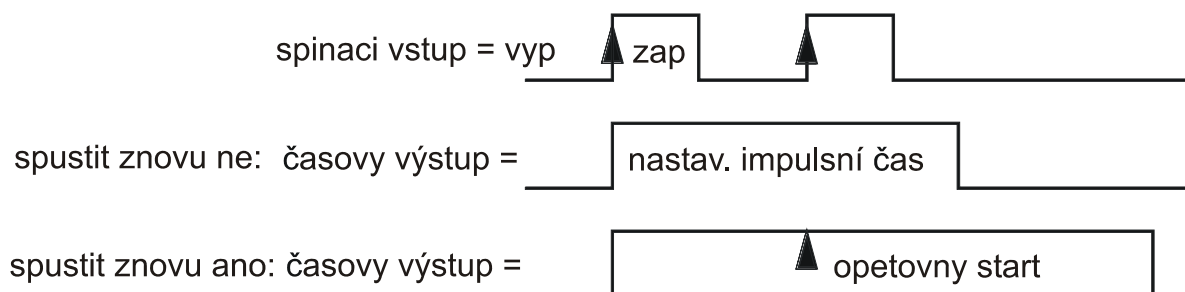 spinaci vstup = vyp zap
spustit znovu ne: časovy výstup = nastav. impulsní čas
spustit znovu ano: časovy výstup = opetovny start